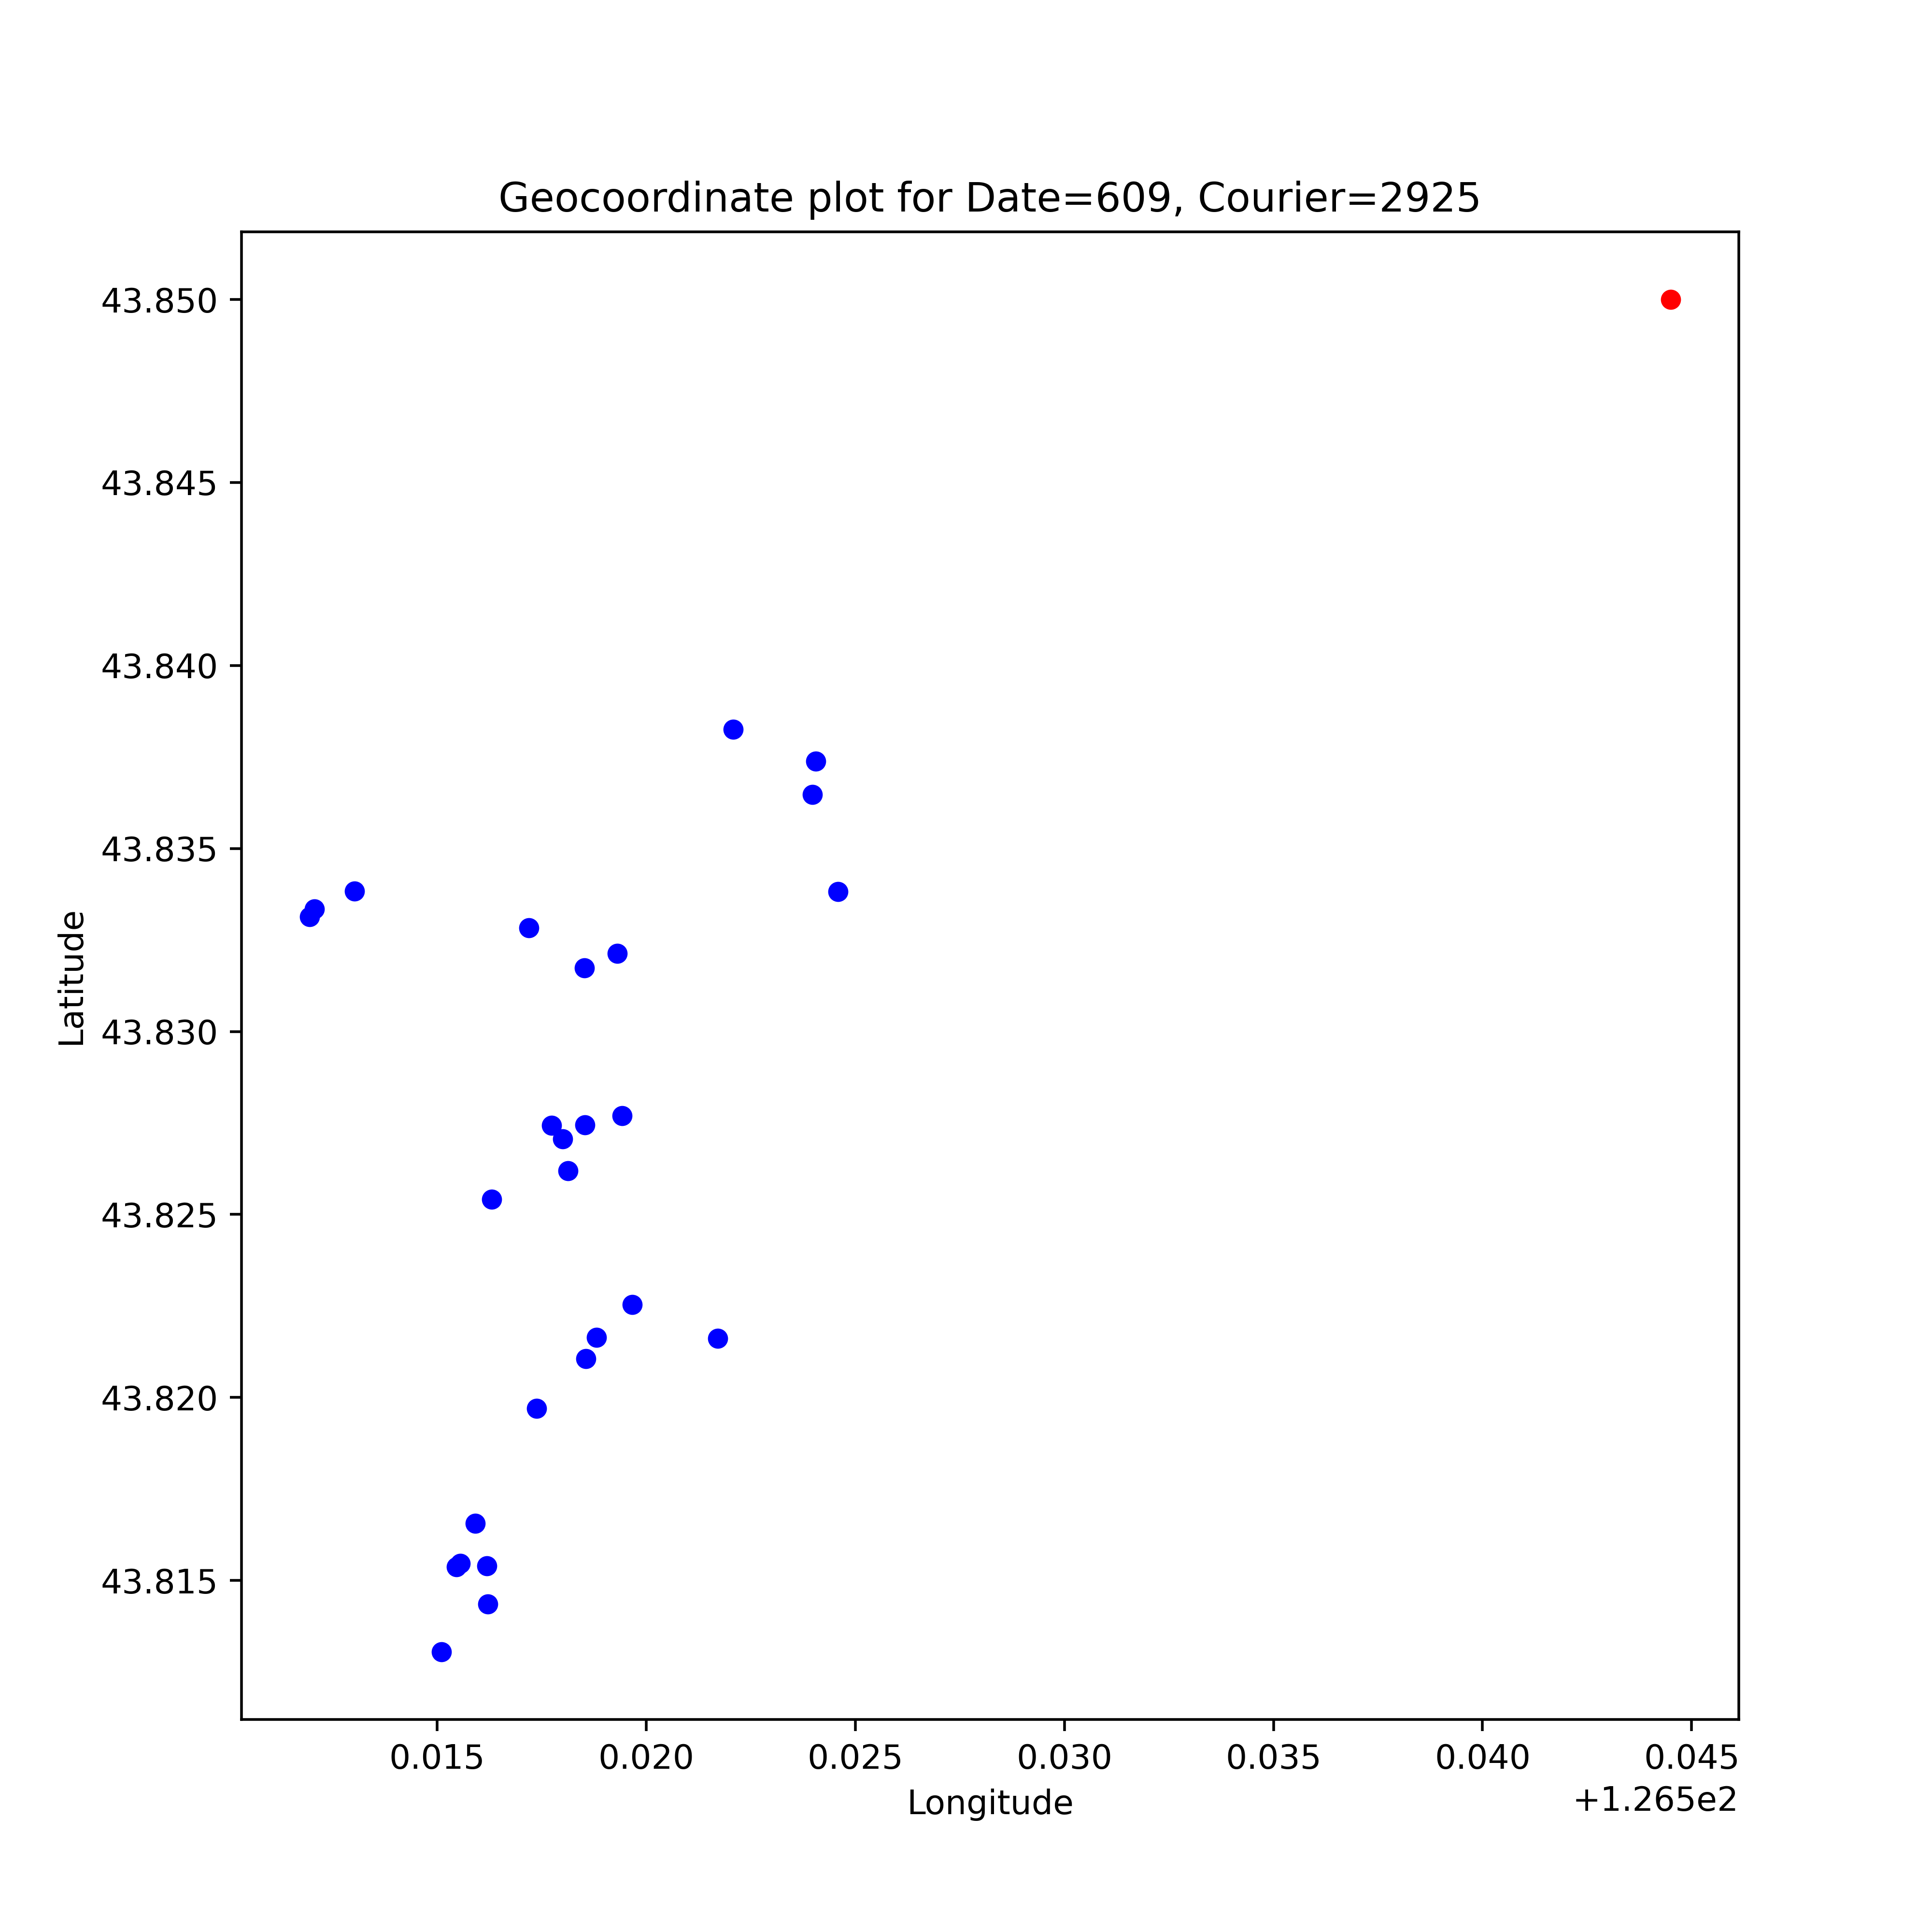 Geocoordinate plot for Date=609, Courier=2925
43.850
43.845
43.840
43.835
43.830
43.825
43.820
43.815
Latitude
0.015 0.020 0.025 0.030 0.035 0.040 0.045
+1.265e2
Longitude